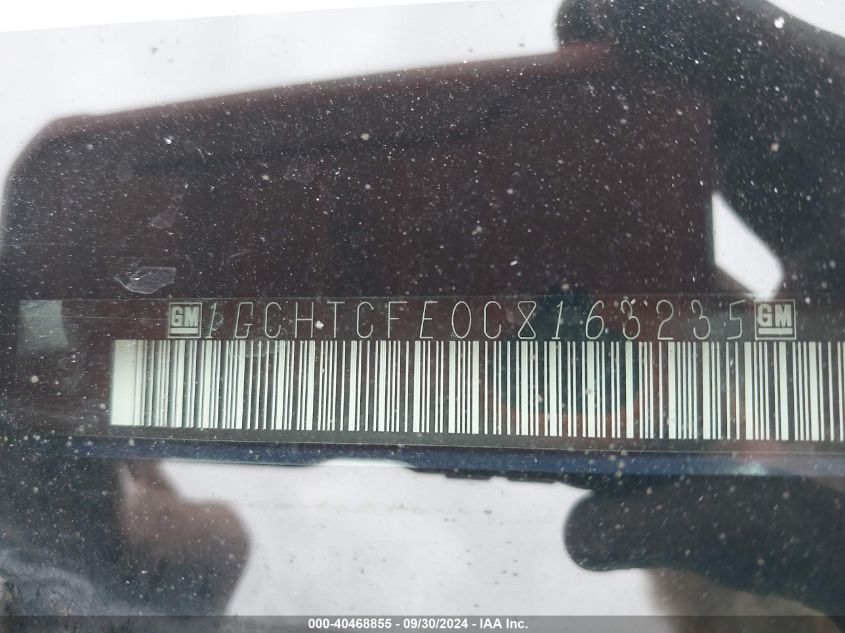 GM 1GCHTCFE0C8163235 GM
000-40468855 | 09/30/2024 | IAA Inc.